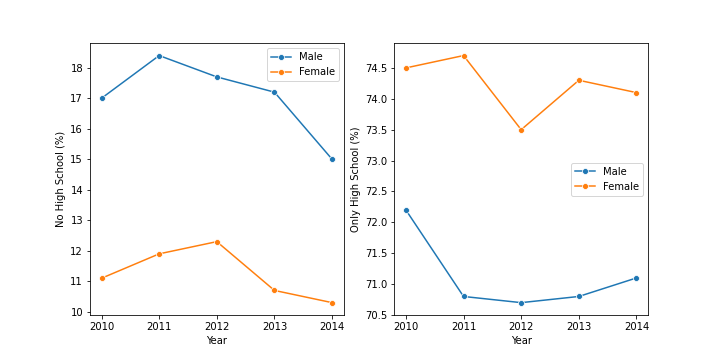 No High School (%)
18
17
16
15
14
13
12
11
10
2010 2011 2012 2013 2014
Year
Male
Female
Only High School (%)
74.5
74.0
73.5
73.0
72.5
72.0
71.5
71.0
70.5
2010 2011 2012 2013 2014
Year
Male
Female